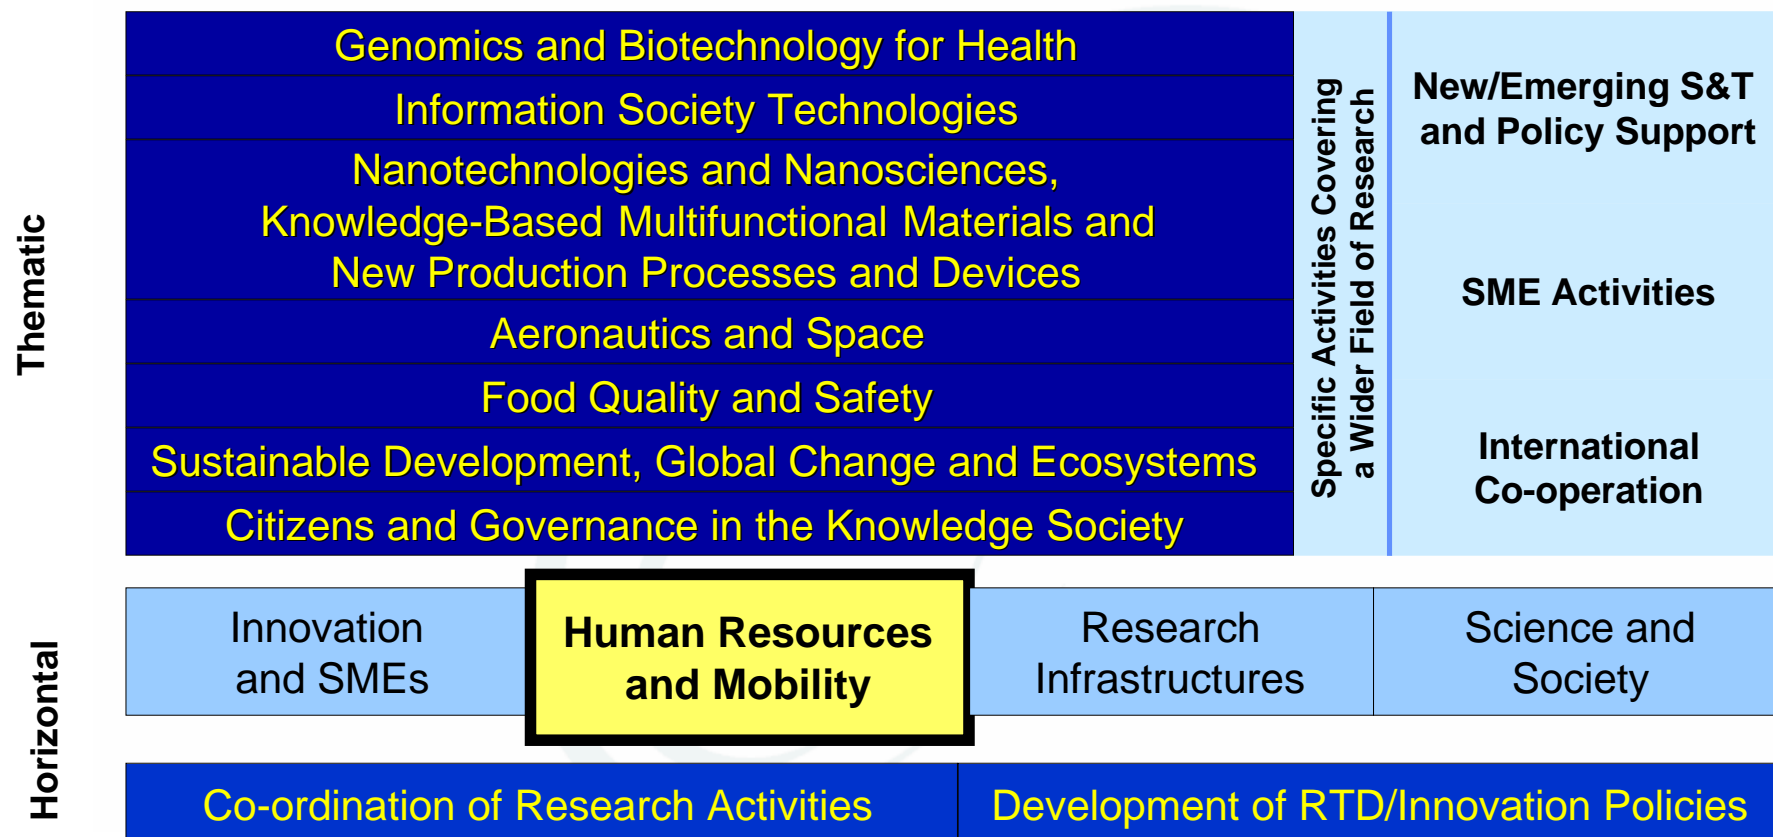 Thematic
Genomics and Biotechnology for Health
Information Society Technologies
Nanotechnologies and Nanosciences,
Knowledge-Based Multifunctional Materials and
New Production Processes and Devices
Aeronautics and Space
Food Quality and Safety
Sustainable Development, Global Change and Ecosystems
Citizens and Governance in the Knowledge Society
Specific Activities Covering
a Wider Field of Research
New/Emerging S&T
and Policy Support
SME Activities
International
Co-operation
Horizontal
Innovation
and SMEs
Human Resources
and Mobility
Research
Infrastructures
Science and
Society
Co-ordination of Research Activities
Development of RTD/Innovation Policies